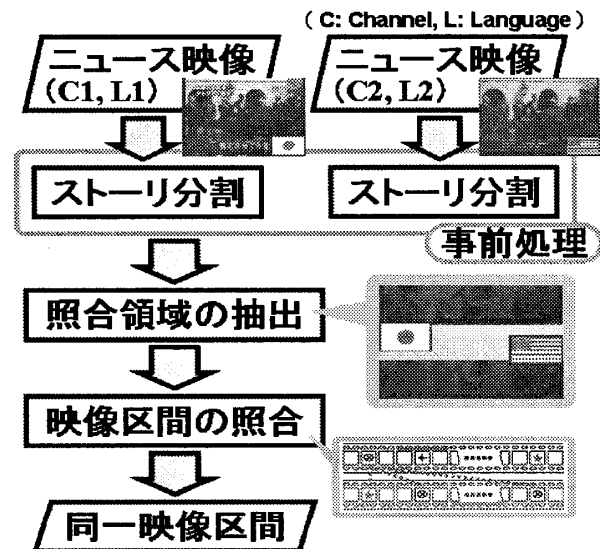 ( C: Channel, L: Language )
ニュース映像
(C1, L1)
ニュース映像
(C2, L2)
ストーリ分割
ストーリ分割
事前処理
照合領域の抽出
映像区間の照合
同一映像区間